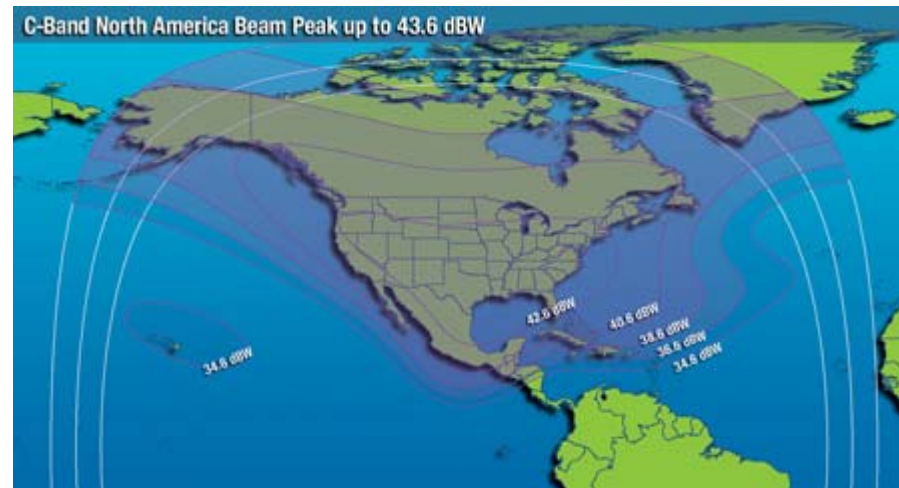 C-Band North America Beam Peak up to 43.6 dBW
42.6 dBW
40.6 dBW
38.6 dBW
36.6 dBW
34.6 dBW
34.6 dBW